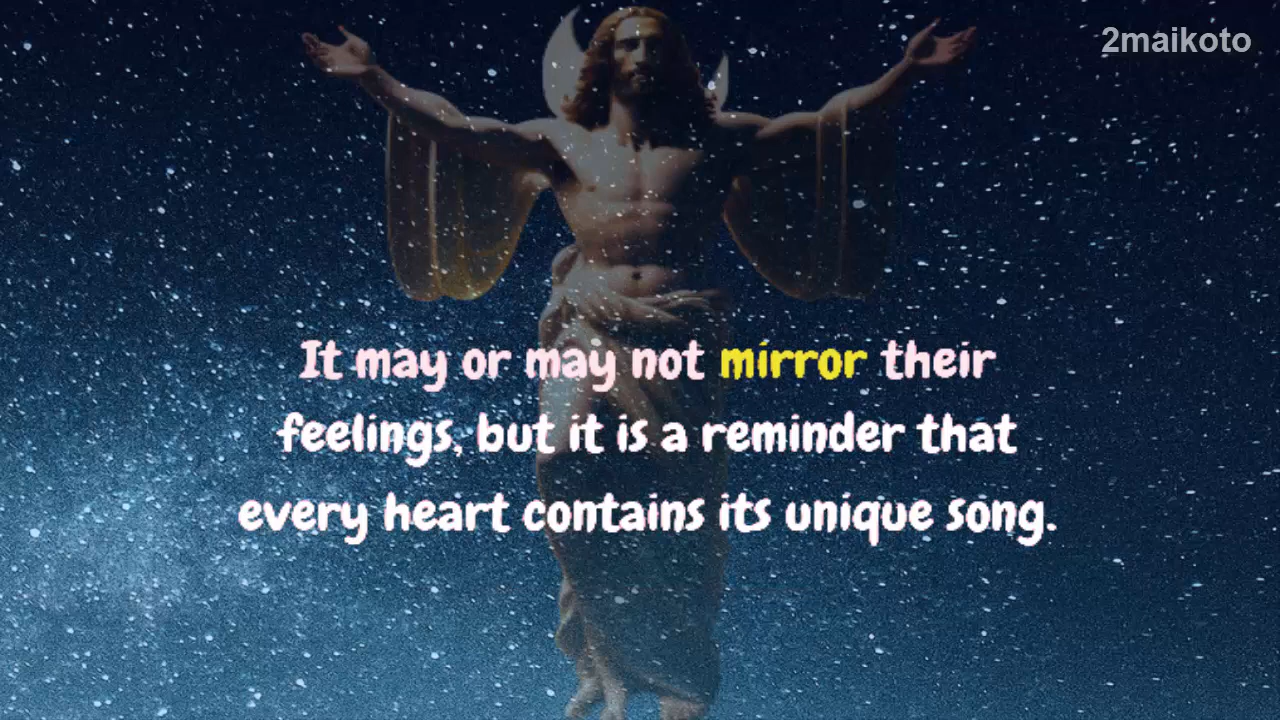 2maikoto
It may or may not mirror their
feelings, but it is a reminder that
every heart contains its unique song.